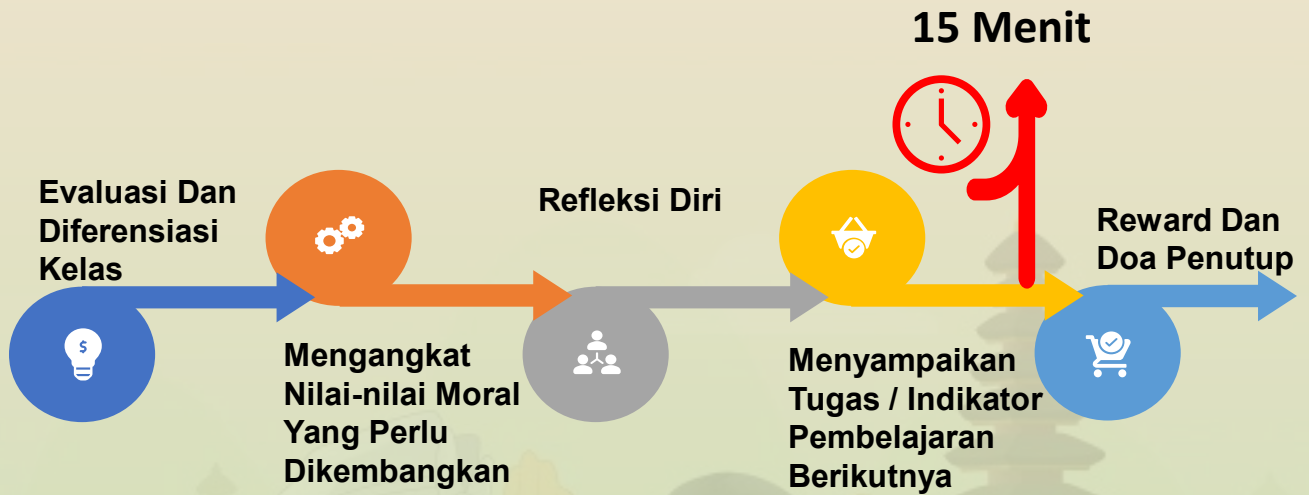 15 Menit
Evaluasi Dan
Diferensiasi
Kelas
Mengangkat
Nilai-nilai Moral
Yang Perlu
Dikembangkan
Refleksi Diri
Menyampaikan
Tugas / Indikator
Pembelajaran
Berikutnya
Reward Dan
Doa Penutup
$